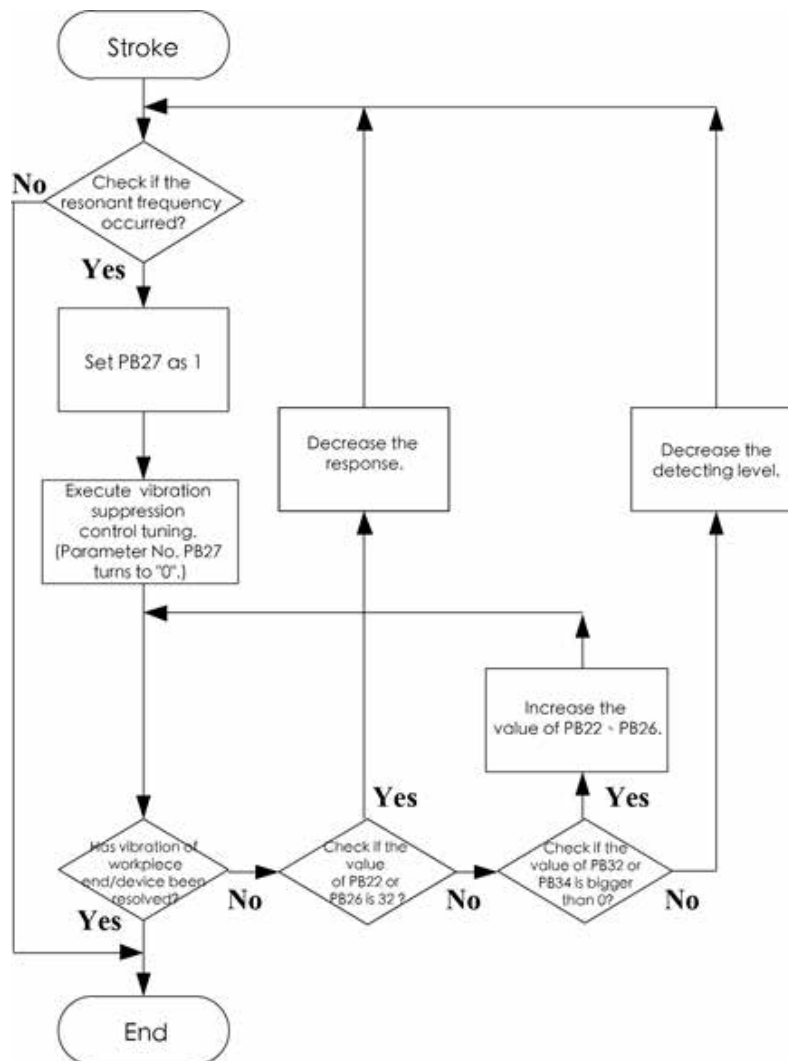 Stroke
No
Check if the
resonant frequency
occurred?
Yes
Set PB27 as 1
Decrease the
response.
Decrease the
detecting level.
Execute vibration
suppression
control tuning.
(Parameter No. PB27
turns to "0".)
Increase the
value of PB22、PB26.
Yes
Yes
Has vibration of
workpiece
end/device been
resolved?
No
Yes
Check if the
value
of PB22 or
PB26 is 32 ?
No
Check if the
value of PB32 or
PB34 is bigger
than 0?
No
End